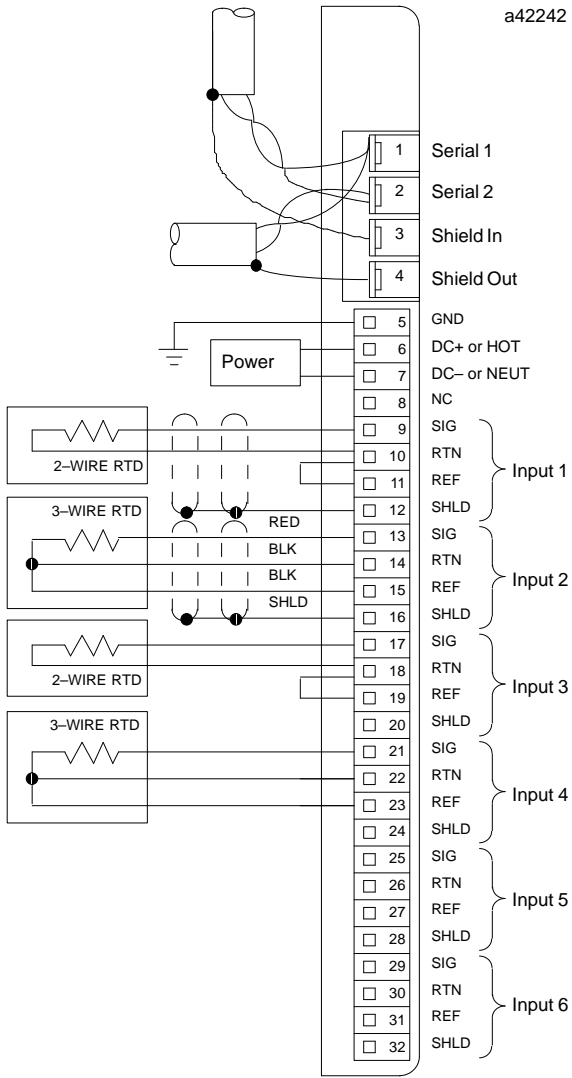 a42242
1 Serial 1
2 Serial 2
3 Shield In
4 Shield Out
5 GND
6 DC+ or HOT
Power
7 DC– or NEUT
8 NC
9 SIG
10 RTN
2–WIRE RTD
11 REF
Input 1
12 SHLD
3–WIRE RTD
RED
13 SIG
BLK
14 RTN
BLK
15 REF
Input 2
SHLD
16 SHLD
17 SIG
18 RTN
2–WIRE RTD
19 REF
Input 3
20 SHLD
3–WIRE RTD
21 SIG
22 RTN
23 REF
Input 4
24 SHLD
25 SIG
26 RTN
27 REF
Input 5
28 SHLD
29 SIG
30 RTN
31 REF
Input 6
32 SHLD